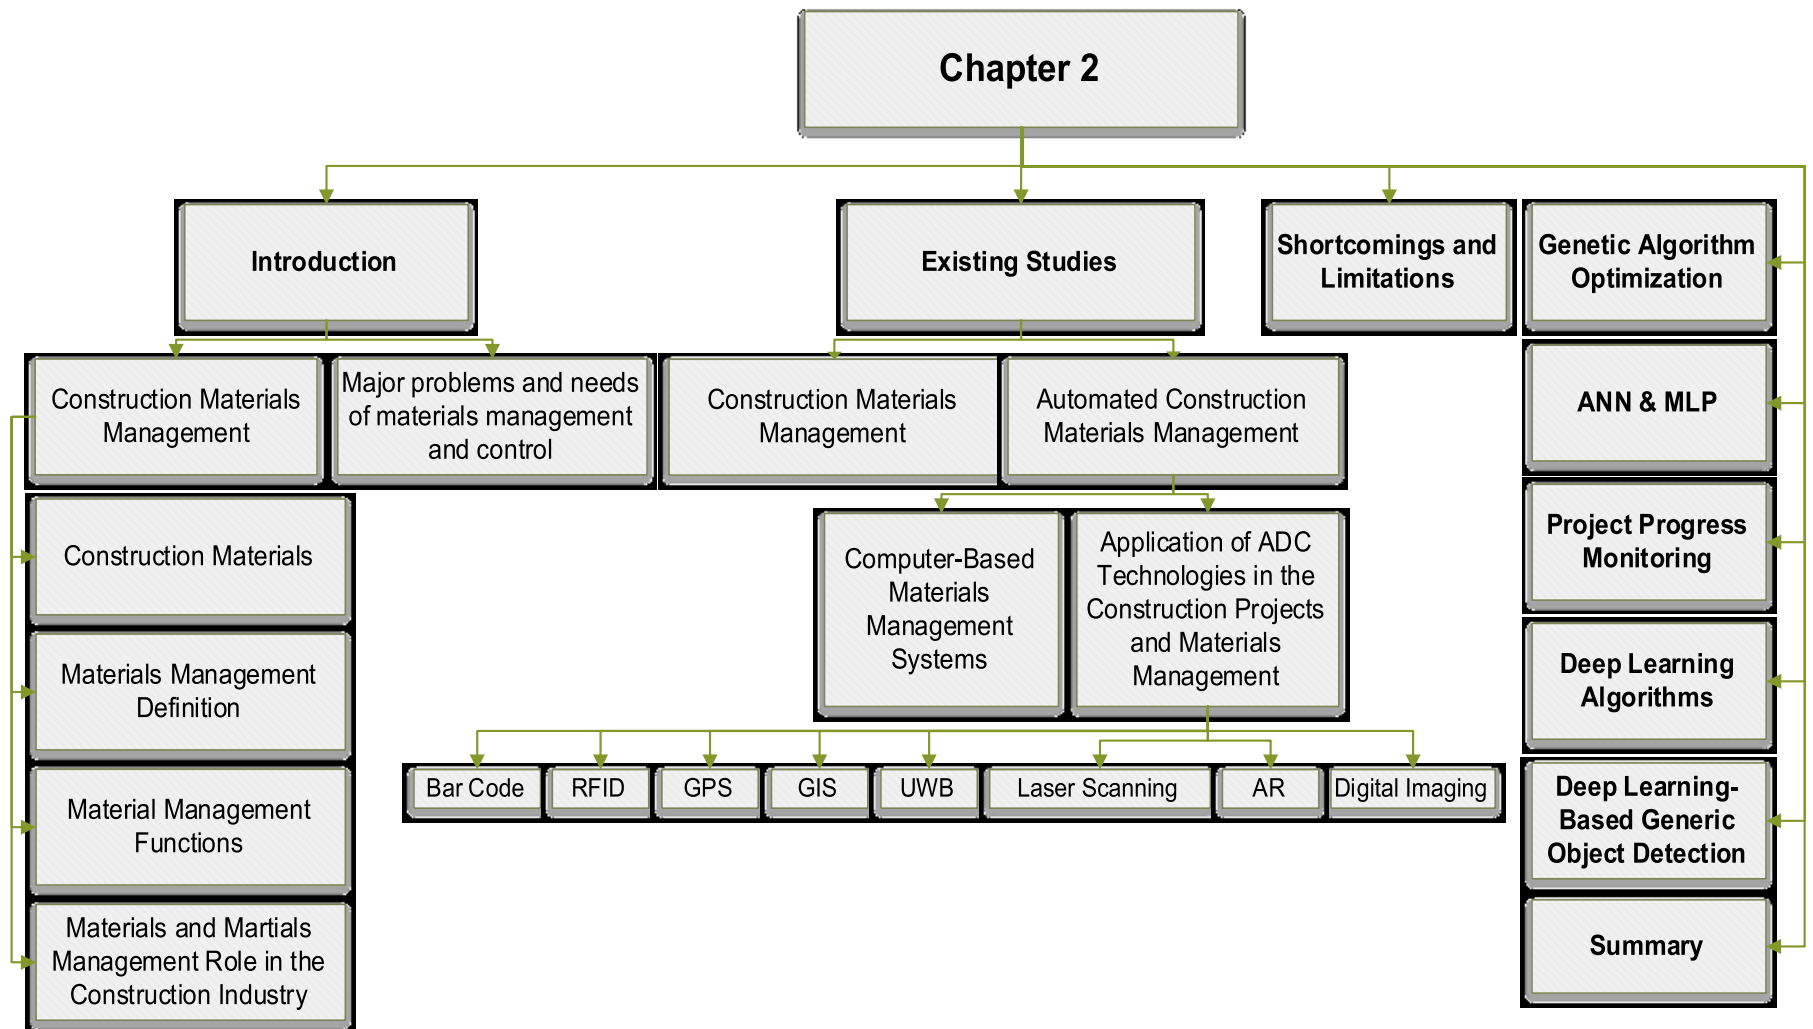 Chapter 2
Introduction
Existing Studies
Shortcomings and
Limitations
Genetic Algorithm
Optimization
Construction Materials
Management
Major problems and needs
of materials management
and control
Construction Materials
Management
Automated Construction
Materials Management
ANN & MLP
Construction Materials
Materials Management
Definition
Material Management
Functions
Materials and Martials
Management Role in the
Construction Industry
Computer-Based
Materials
Management
Systems
Application of ADC
Technologies in the
Construction Projects
and Materials
Management
Bar Code
RFID
GPS
GIS
UWB
Laser Scanning
AR
Digital Imaging
Project Progress
Monitoring
Deep Learning
Algorithms
Deep Learning-
Based Generic
Object Detection
Summary